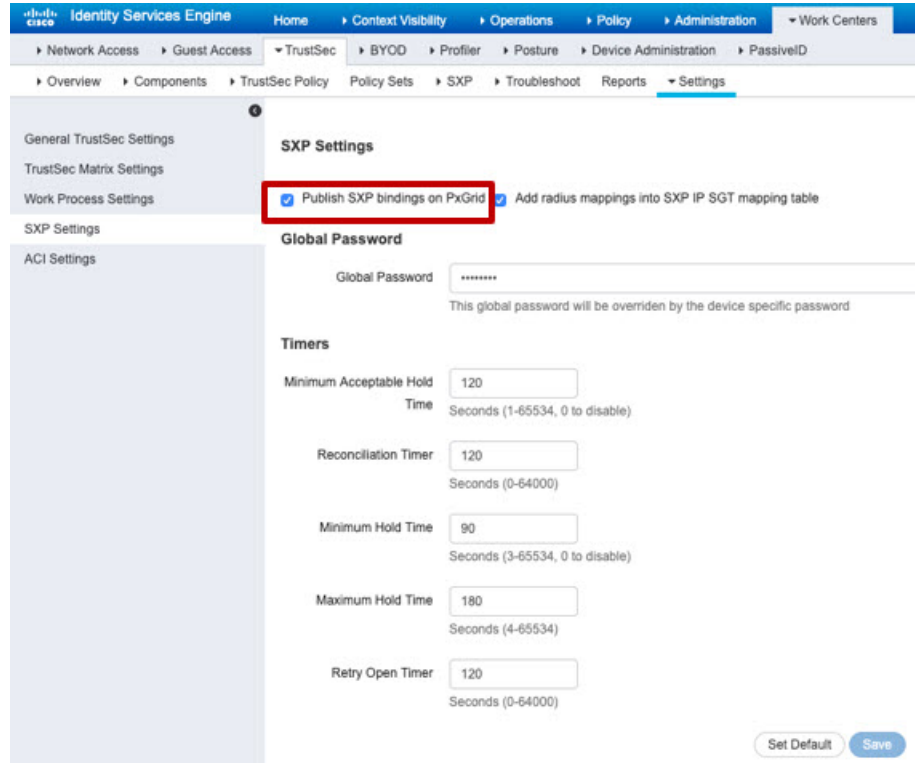 cisco Identity Services Engine Home Context Visibility Operations Policy Administration Work Centers
Network Access Guest Access TrustSec BYOD Profiler Posture Device Administration PassiveID
Overview Components TrustSec Policy Policy Sets SXP Troubleshoot Reports Settings
General TrustSec Settings
TrustSec Matrix Settings
Work Process Settings
SXP Settings
ACI Settings
SXP Settings
Publish SXP bindings on PxGrid Add radius mappings into SXP IP SGT mapping table
Global Password
Global Password ••••••••
This global password will be overriden by the device specific password
Timers
Minimum Acceptable Hold Time 120
Seconds (1-65534, 0 to disable)
Reconciliation Timer 120
Seconds (0-64000)
Minimum Hold Time 90
Seconds (3-65534, 0 to disable)
Maximum Hold Time 180
Seconds (4-65534)
Retry Open Timer 120
Seconds (0-64000)
Set Default Save